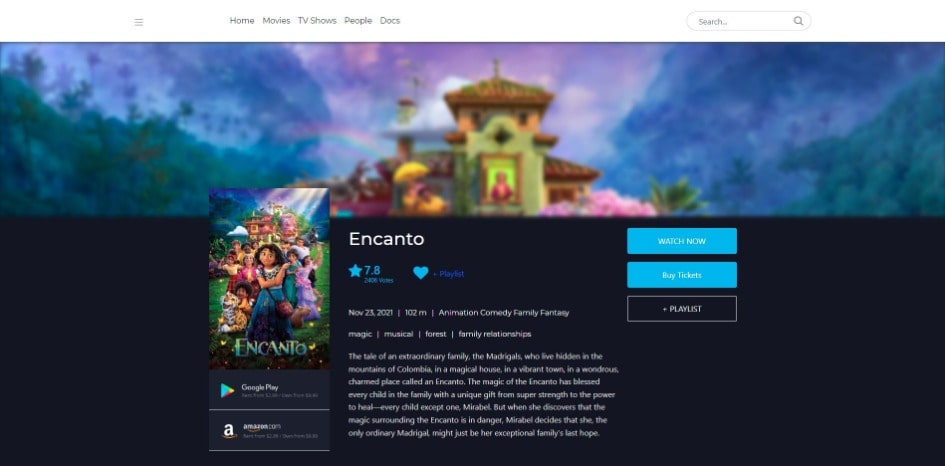 Home Movies TV Shows People Docs
Search...
Encanto
WATCH NOW
7.8
2408 Votes
+ Playlist
Buy Tickets
+ PLAYLIST
Nov 23, 2021 | 102 m | Animation Comedy Family Fantasy
magic | musical | forest | family relationships
The tale of an extraordinary family, the Madrigals, who live hidden in the
mountains of Colombia, in a magical house, in a vibrant town, in a wondrous,
charmed place called an Encanto. The magic of the Encanto has blessed
every child in the family with a unique gift from super strength to the power
to heal—every child except one, Mirabel. But when she discovers that the
magic surrounding the Encanto is in danger, Mirabel decides that she, the
only ordinary Madrigal, might just be her exceptional family's last hope.
ENCANTO
Google Play
amazon.com